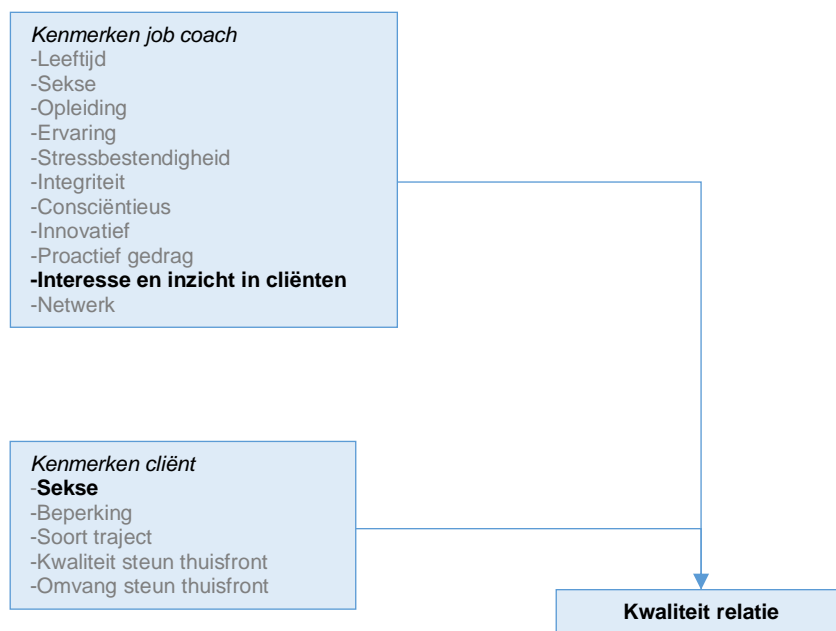 Kenmerken job coach
-Leeftijd
-Sekse
-Opleiding
-Ervaring
-Stressbestendigheid
-Integriteit
-Consciëntieus
-Innovatief
-Proactief gedrag
-Interesse en inzicht in cliënten
-Netwerk
Kenmerken cliënt
-Sekse
-Beperking
-Soort traject
-Kwaliteit steun thuisfront
-Omvang steun thuisfront
Kwaliteit relatie